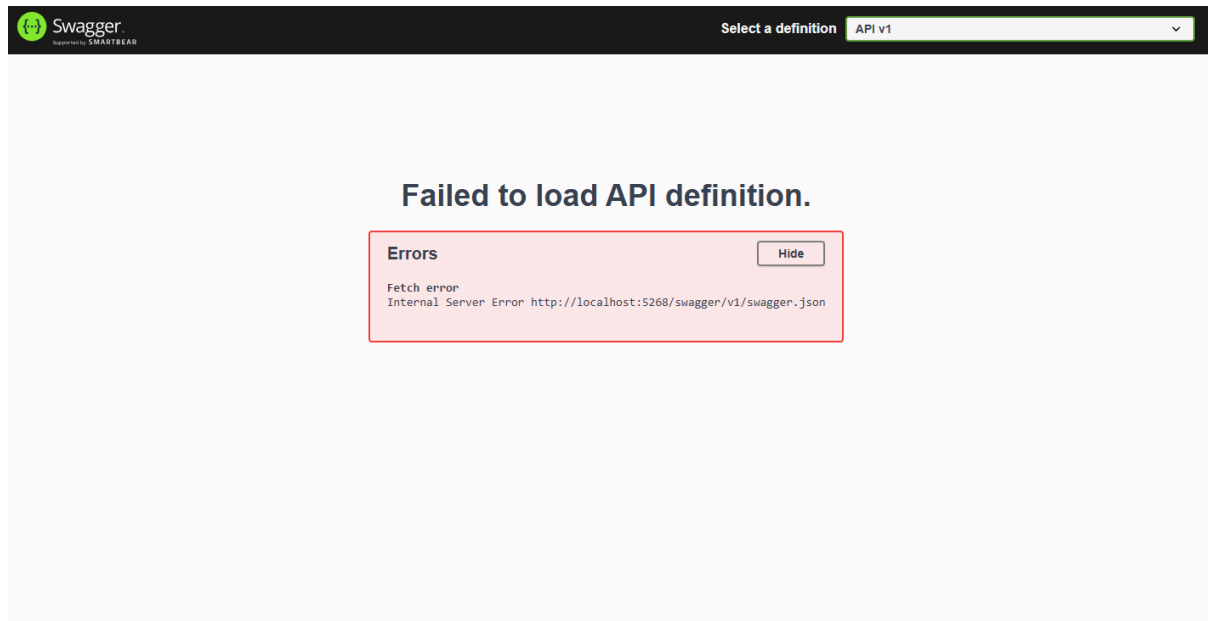 {···} Swagger.
Supported by SMARTBEAR
Select a definition
API v1
Failed to load API definition.
Errors
Hide
Fetch error
Internal Server Error http://localhost:5268/swagger/v1/swagger.json